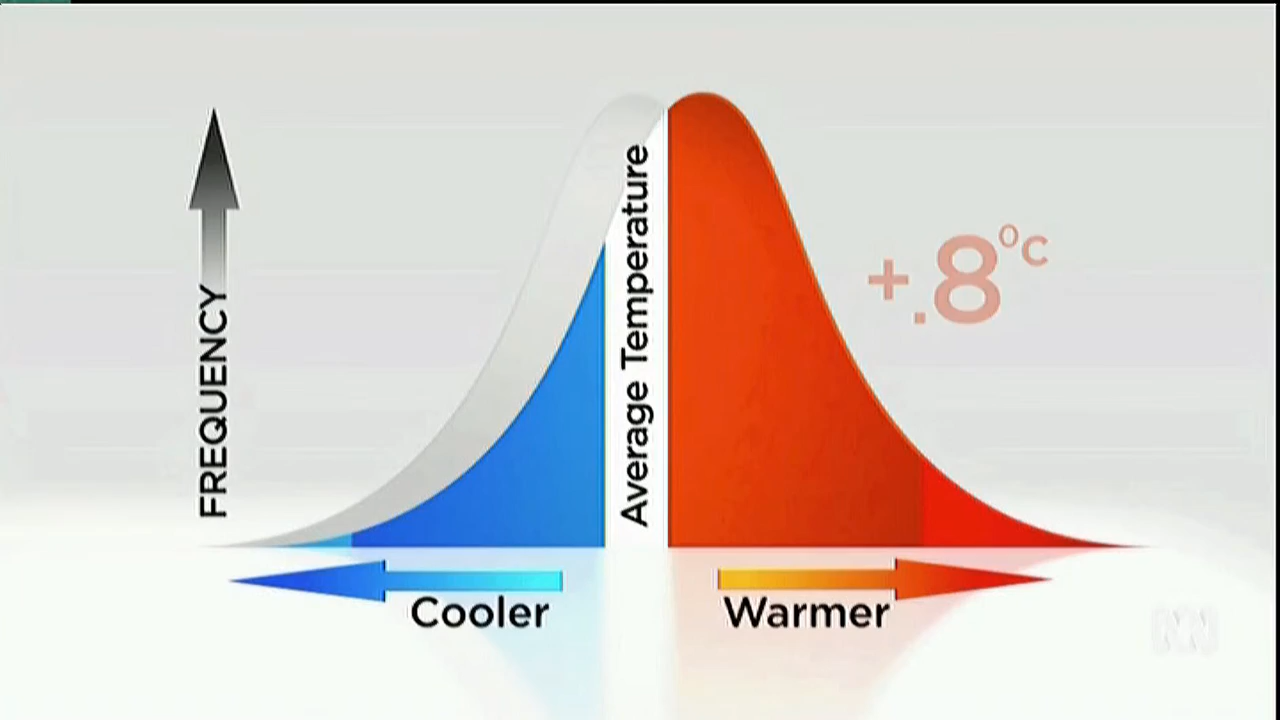 FREQUENCY
Average Temperature
+.8°C
Cooler
Warmer